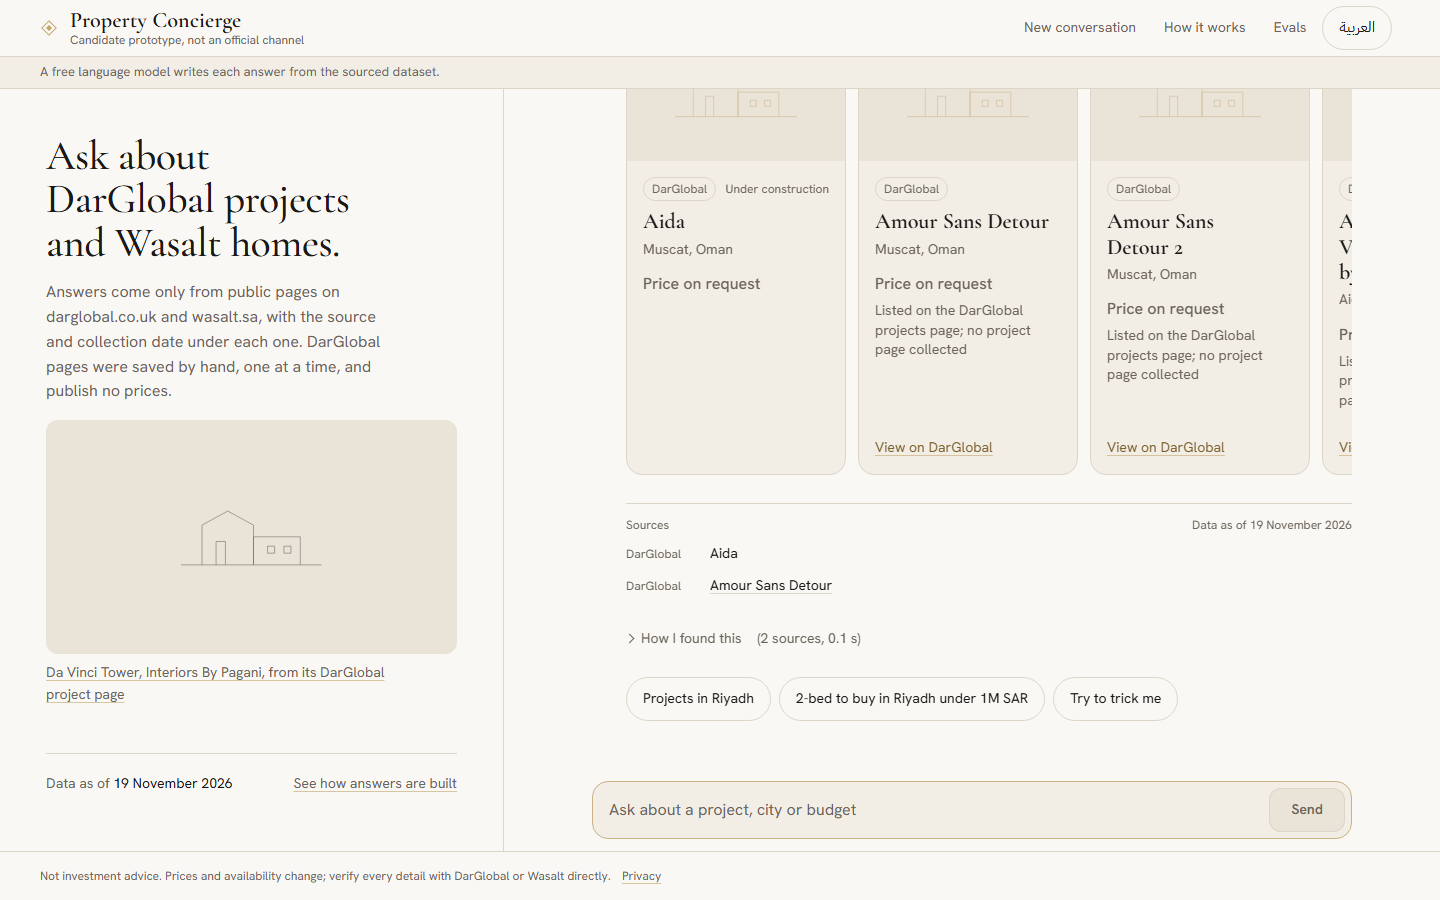 Property Concierge
Candidate prototype, not an official channel
New conversation
How it works
Evals
العربية
A free language model writes each answer from the sourced dataset.
Ask about
DarGlobal projects
and Wasalt homes.
Answers come only from public pages on
darglobal.co.uk and wasalt.sa, with the source
and collection date under each one. DarGlobal
pages were saved by hand, one at a time, and
publish no prices.
Da Vinci Tower, Interiors By Pagani, from its DarGlobal
project page
Data as of 19 November 2026
See how answers are built
DarGlobal
Under construction
Aida
Muscat, Oman
Price on request
DarGlobal
Amour Sans Detour
Muscat, Oman
Price on request
Listed on the DarGlobal
projects page; no project
page collected
View on DarGlobal
DarGlobal
Amour Sans
Detour 2
Muscat, Oman
Price on request
Listed on the DarGlobal
projects page; no project
page collected
View on DarGlobal
Sources
Data as of 19 November 2026
DarGlobal
Aida
DarGlobal
Amour Sans Detour
How I found this
(2 sources, 0.1 s)
Projects in Riyadh
2-bed to buy in Riyadh under 1M SAR
Try to trick me
Ask about a project, city or budget
Send
Not investment advice. Prices and availability change; verify every detail with DarGlobal or Wasalt directly.
Privacy